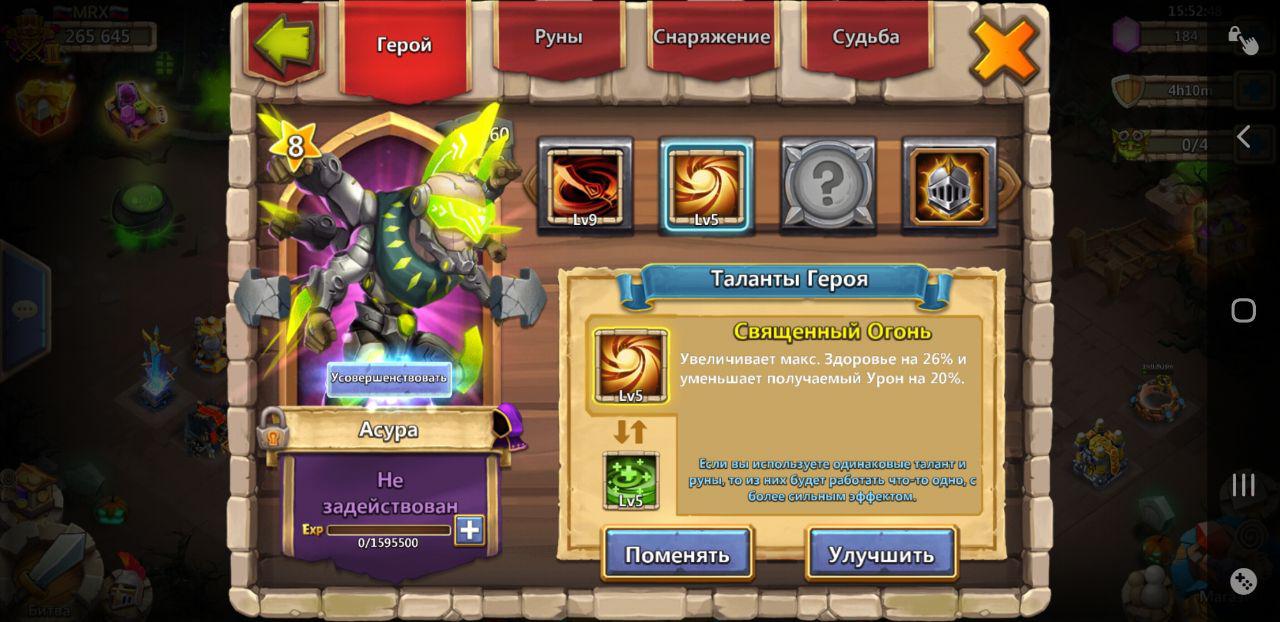 MRX
265 645
Герой
Руны
Снаряжение
Судьба
15:52:48
184
4h10m
0/4
8
60
Lv9
Lv5
?
Таланты Героя
Священный Огонь
Увеличивает макс. Здоровье на 26% и
уменьшает получаемый Урон на 20%.
Lv5
Lv5
Если вы используете одинаковые талант и
руны, то из них будет работать что-то одно, с
более сильным эффектом.
Усовершенствовать
Асура
Не
задействован
Exp
0/1595500
Поменять
Улучшить
Битва